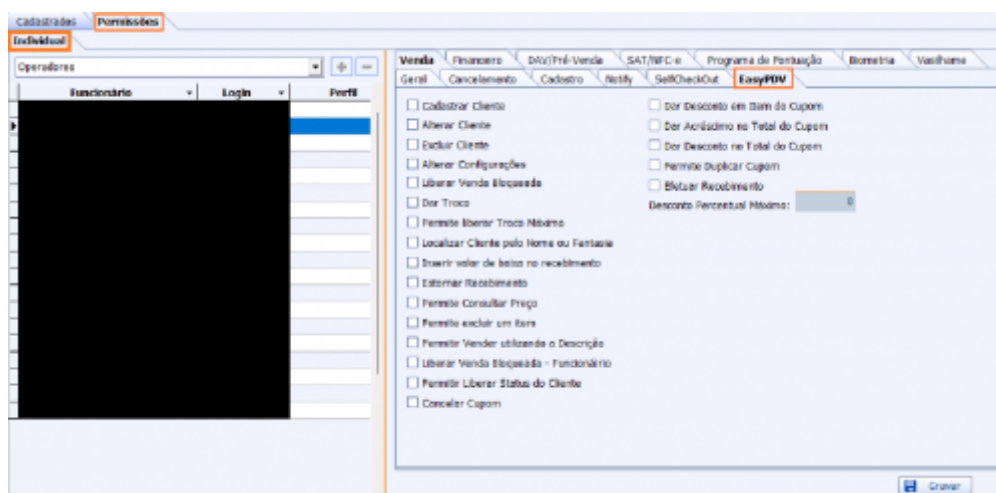 Cadastrados Permissões
Individual
Operadores
Funcionário Login Perfil
Venda Financeiro DAV/Pré-Venda SAT/NFC-e Programa de Pontuação Biometria Vasilhame
Geral Cancelamento Cadastro Notify SelfCheckOut EasyPDV
Cadastrar Cliente
Alterar Cliente
Excluir Cliente
Alterar Configurações
Liberar Venda Bloqueada
Dar Troco
Permite liberar Troco Máximo
Localizar Cliente pelo Nome ou Fantasia
Inserir valor de baixa no recebimento
Estornar Recebimento
Permite Consultar Preço
Permite excluir um item
Permitir Vender utilizando a Descrição
Liberar Venda Bloqueada - Funcionário
Permitir Liberar Status do Cliente
Cancelar Cupom
Dar Desconto em Item do Cupom
Dar Acréscimo no Total do Cupom
Dar Desconto no Total do Cupom
Permite Duplicar Cupom
Efetuar Recebimento
Desconto Percentual Máximo: 0
Gravar